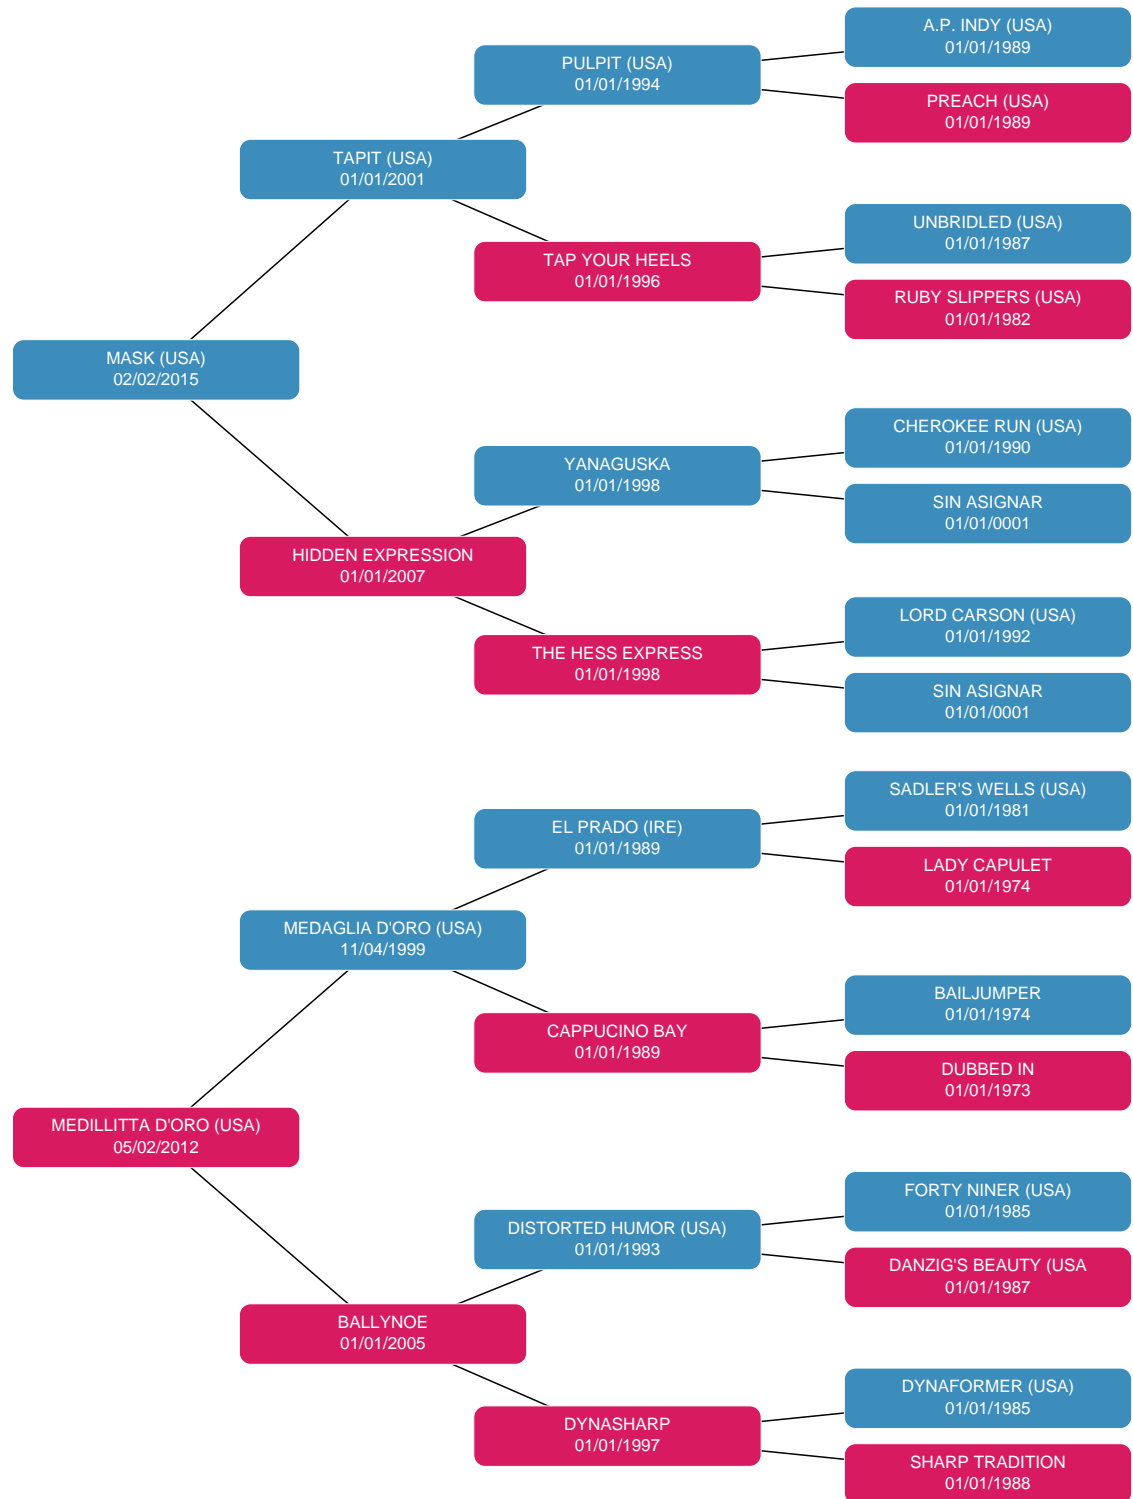 A.P. INDY (USA)
01/01/1989
PULPIT (USA)
01/01/1994
PREACH (USA)
01/01/1989
TAPIT (USA)
01/01/2001
UNBRIDLED (USA)
01/01/1987
TAP YOUR HEELS
01/01/1996
RUBY SLIPPERS (USA)
01/01/1982
MASK (USA)
02/02/2015
CHEROKEE RUN (USA)
01/01/1990
YANAGUSKA
01/01/1998
SIN ASIGNAR
01/01/0001
HIDDEN EXPRESSION
01/01/2007
LORD CARSON (USA)
01/01/1992
THE HESS EXPRESS
01/01/1998
SIN ASIGNAR
01/01/0001
SADLER'S WELLS (USA)
01/01/1981
EL PRADO (IRE)
01/01/1989
LADY CAPULET
01/01/1974
MEDAGLIA D'ORO (USA)
11/04/1999
BAILJUMPER
01/01/1974
CAPPUCINO BAY
01/01/1989
DUBBED IN
01/01/1973
MEDILLITTA D'ORO (USA)
05/02/2012
FORTY NINER (USA)
01/01/1985
DISTORTED HUMOR (USA)
01/01/1993
DANZIG'S BEAUTY (USA
01/01/1987
BALLYNOE
01/01/2005
DYNAFORMER (USA)
01/01/1985
DYNASHARP
01/01/1997
SHARP TRADITION
01/01/1988